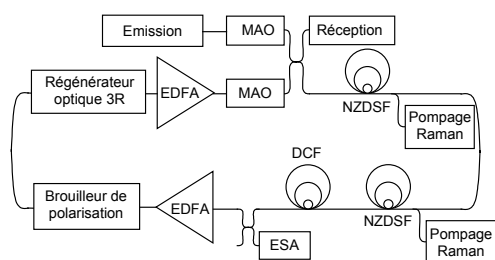 Emission
MAO
Réception
Régénérateur
optique 3R
EDFA
MAO
NZDSF
Pompage
Raman
DCF
Brouilleur de
polarisation
EDFA
ESA
NZDSF
Pompage
Raman